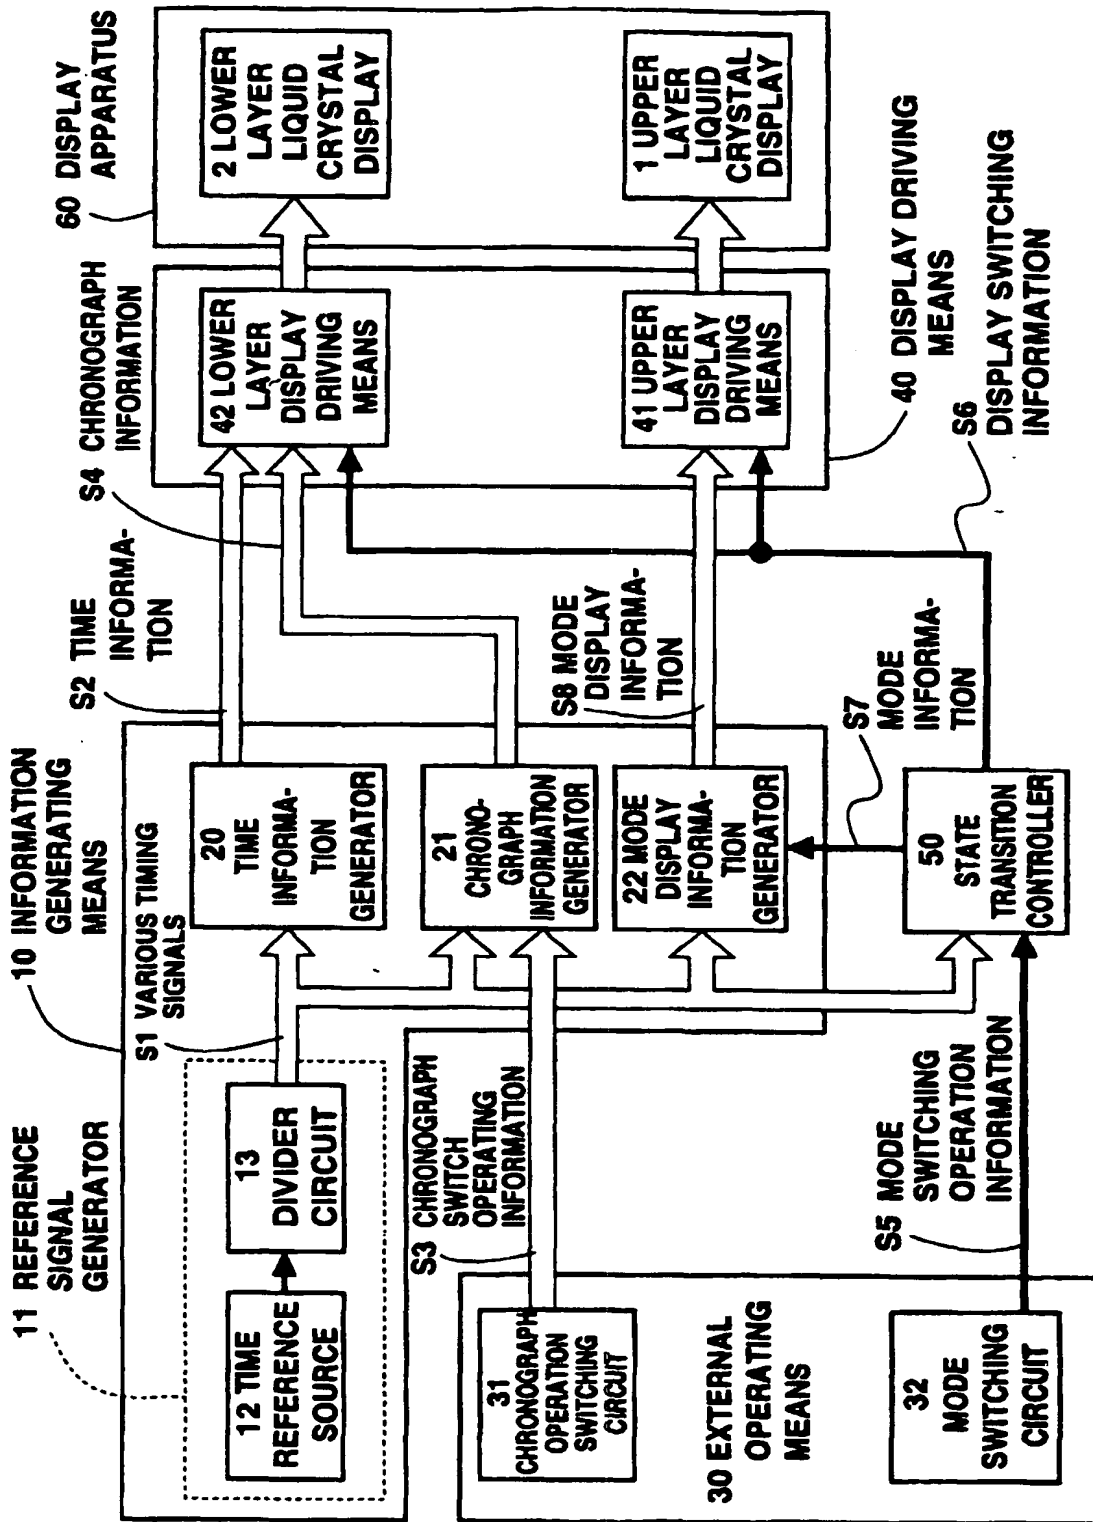 11 REFERENCE
SIGNAL
GENERATOR
10 INFORMATION
GENERATING
MEANS
S1 VARIOUS TIMING
SIGNALS
S2 TIME
INFORMA-
TION
S4 CHRONOGRAPH
INFORMATION
60 DISPLAY
APPARATUS
12 TIME
REFERENCE
SOURCE
13
DIVIDER
CIRCUIT
20
TIME
INFORMA-
TION
GENERATOR
42 LOWER
LAYER
DISPLAY
DRIVING
MEANS
2 LOWER
LAYER
LIQUID
CRYSTAL
DISPLAY
S3 CHRONOGRAPH
SWITCH
OPERATING
INFORMATION
21
CHRONO-
GRAPH
INFORMATION
GENERATOR
31
CHRONOGRAPH
OPERATION
SWITCHING
CIRCUIT
S8 MODE
DISPLAY
INFORMA-
TION
22 MODE
DISPLAY
INFORMA-
TION
GENERATOR
41 UPPER
LAYER
DISPLAY
DRIVING
MEANS
1 UPPER
LAYER
LIQUID
CRYSTAL
DISPLAY
30 EXTERNAL
OPERATING
MEANS
S5 MODE
SWITCHING
OPERATION
INFORMATION
S7
MODE
INFORMA-
TION
40 DISPLAY DRIVING
MEANS
32
MODE
SWITCHING
CIRCUIT
50
STATE
TRANSITION
CONTROLLER
S6
DISPLAY SWITCHING
INFORMATION